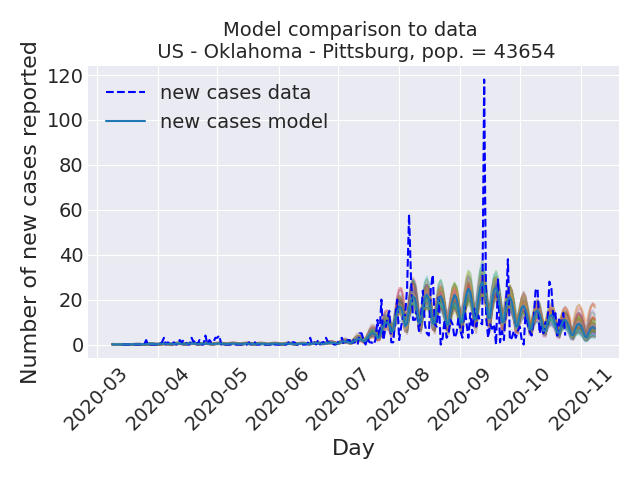 Model comparison to data
US - Oklahoma - Pittsburg, pop. = 43654
Number of new cases reported
120
100
80
60
40
20
0
new cases data
new cases model
2020-03
2020-04
2020-05
2020-06
2020-07
2020-08
2020-09
2020-10
2020-11
Day